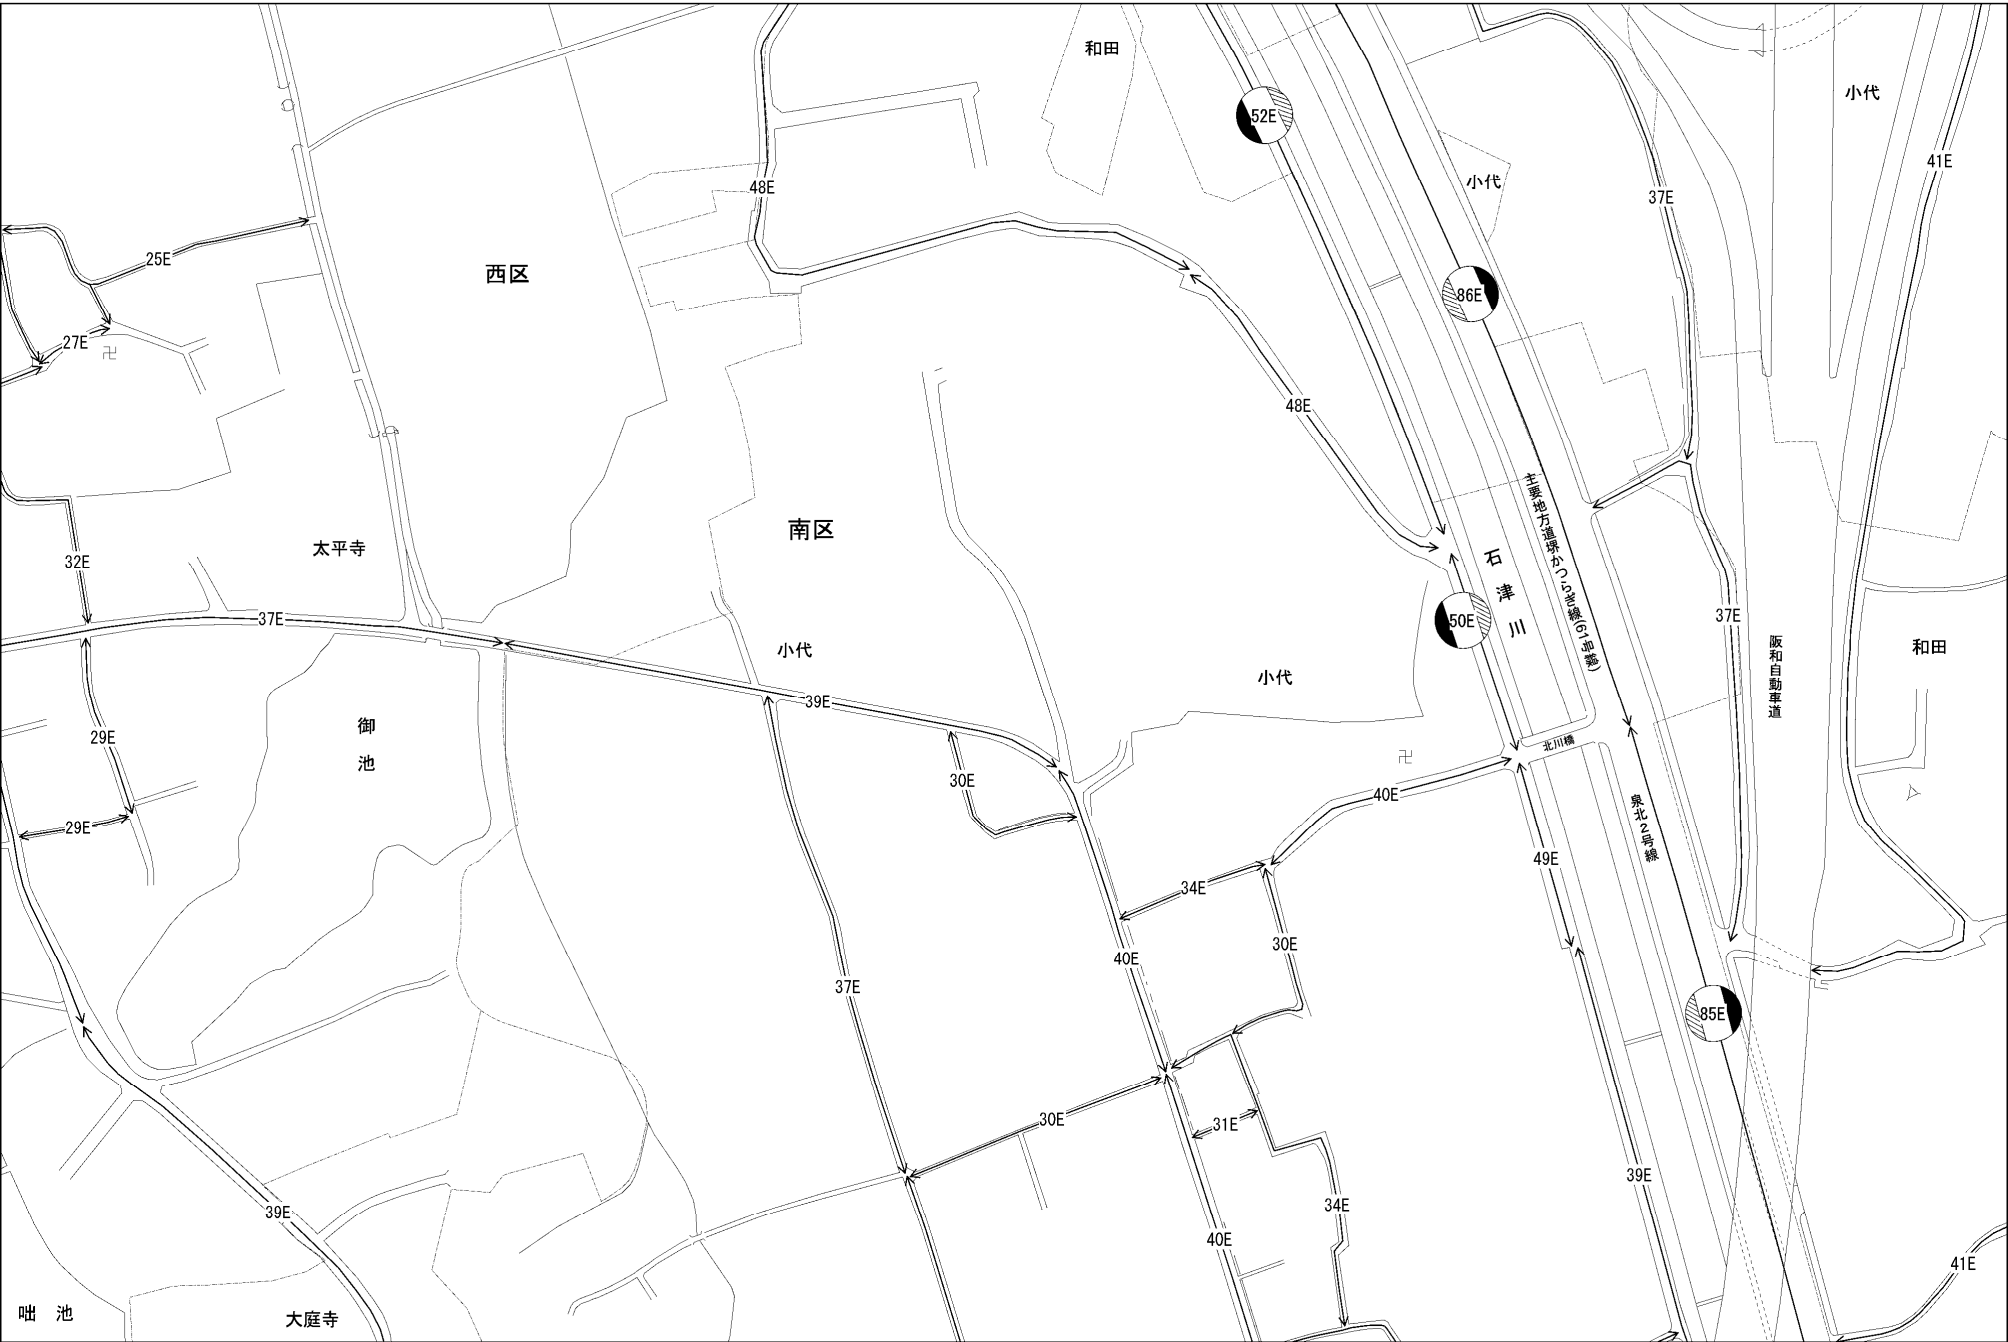 和田
小代
52E
41E
小代
48E
37E
25E
西区
86E
27E
48E
主要地方道堺かつらぎ線(61号線)
南区
太平寺
石津川
32E
37E
50E
37E
小代
阪和自動車道
和田
小代
39E
御池
29E
北川橋
30E
40E
泉北2号線
29E
49E
34E
30E
40E
37E
85E
30E
31E
39E
34E
39E
40E
41E
咄池
大庭寺